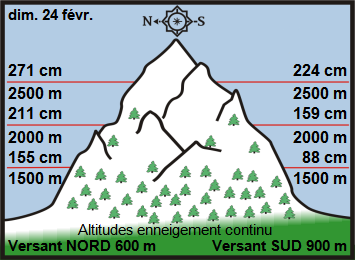 dim. 24 févr.
N S
271 cm 224 cm
2500 m 2500 m
211 cm 159 cm
2000 m 2000 m
155 cm 88 cm
1500 m 1500 m
Altitudes enneigement continu
Versant NORD 600 m Versant SUD 900 m